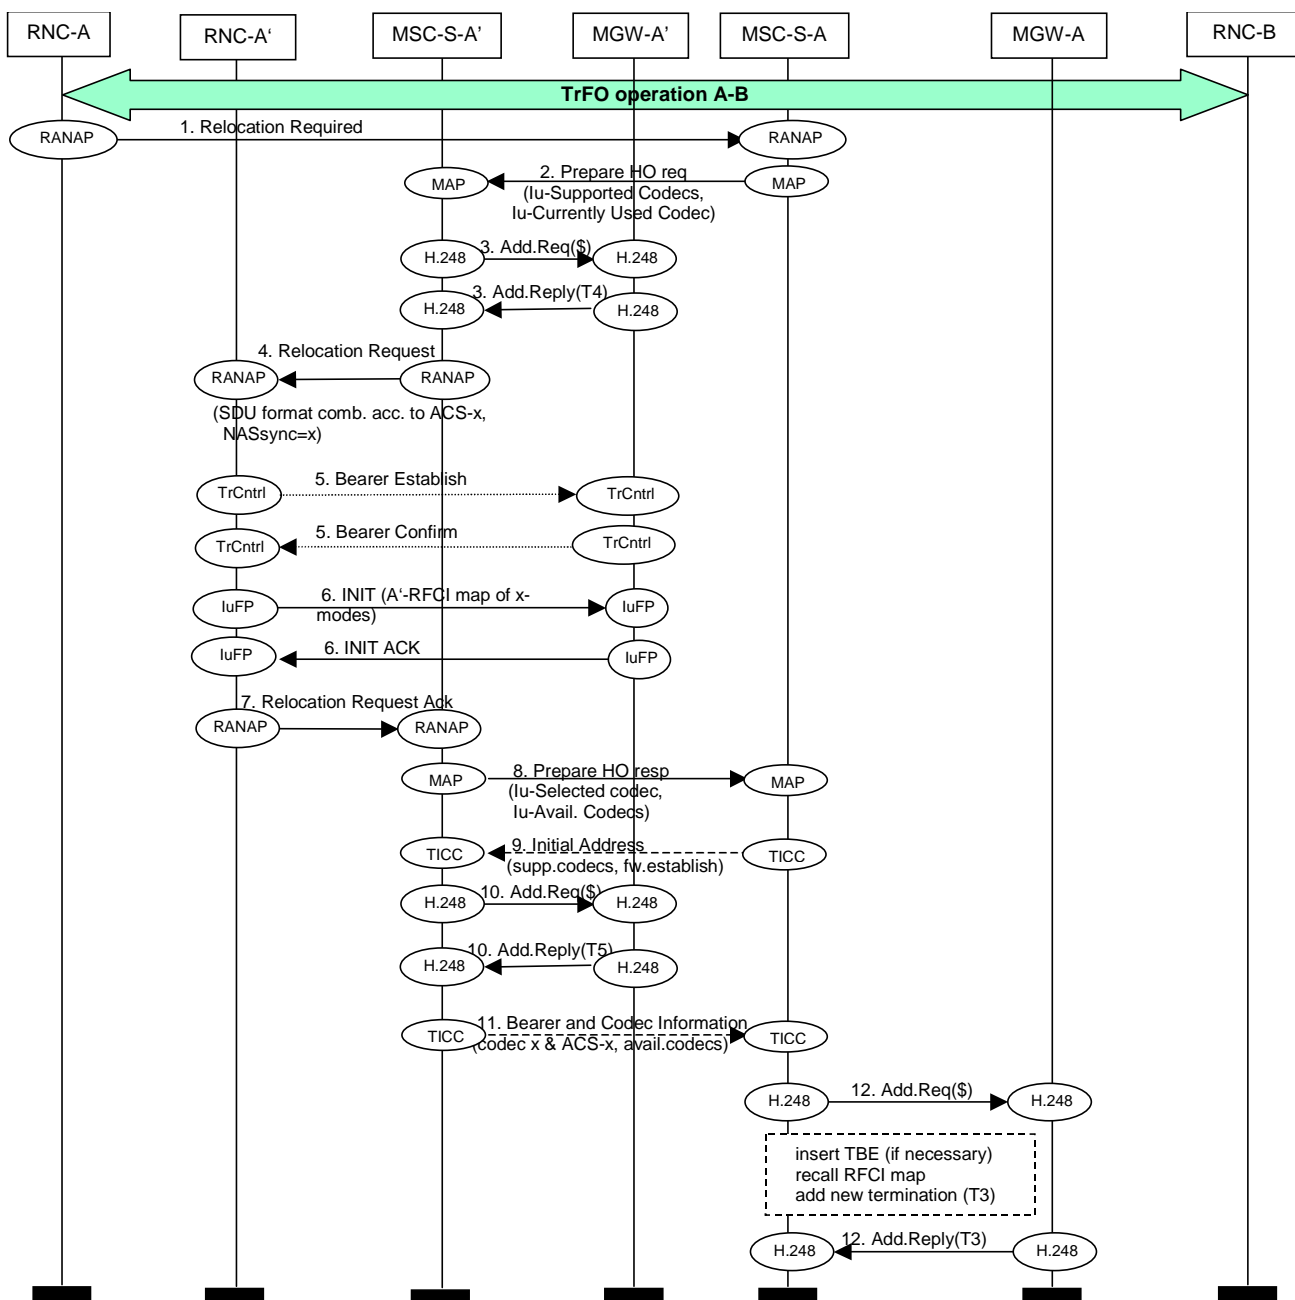 RNC-A
RNC-A‘
MSC-S-A’
MGW-A’
MSC-S-A
MGW-A
RNC-B
TrFO operation A-B
RANAP
1. Relocation Required
RANAP
MAP
2. Prepare HO req
(Iu-Supported Codecs,
Iu-Currently Used Codec)
MAP
H.248
3. Add.Req($)
H.248
H.248
3. Add.Reply(T4)
H.248
4. Relocation Request
RANAP
RANAP
(SDU format comb. acc. to ACS-x,
NASsync=x)
TrCntrl
5. Bearer Establish
TrCntrl
TrCntrl
5. Bearer Confirm
TrCntrl
IuFP
6. INIT (A‘-RFCI map of x-
modes)
IuFP
IuFP
6. INIT ACK
IuFP
7. Relocation Request Ack
RANAP
RANAP
MAP
8. Prepare HO resp
(Iu-Selected codec,
Iu-Avail. Codecs)
MAP
TICC
9. Initial Address
(supp.codecs, fw.establish)
TICC
H.248
10. Add.Req($)
H.248
H.248
10. Add.Reply(T5)
H.248
TICC
11. Bearer and Codec Information
(codec x & ACS-x, avail.codecs)
TICC
H.248
12. Add.Req($)
H.248
insert TBE (if necessary)
recall RFCI map
add new termination (T3)
H.248
12. Add.Reply(T3)
H.248